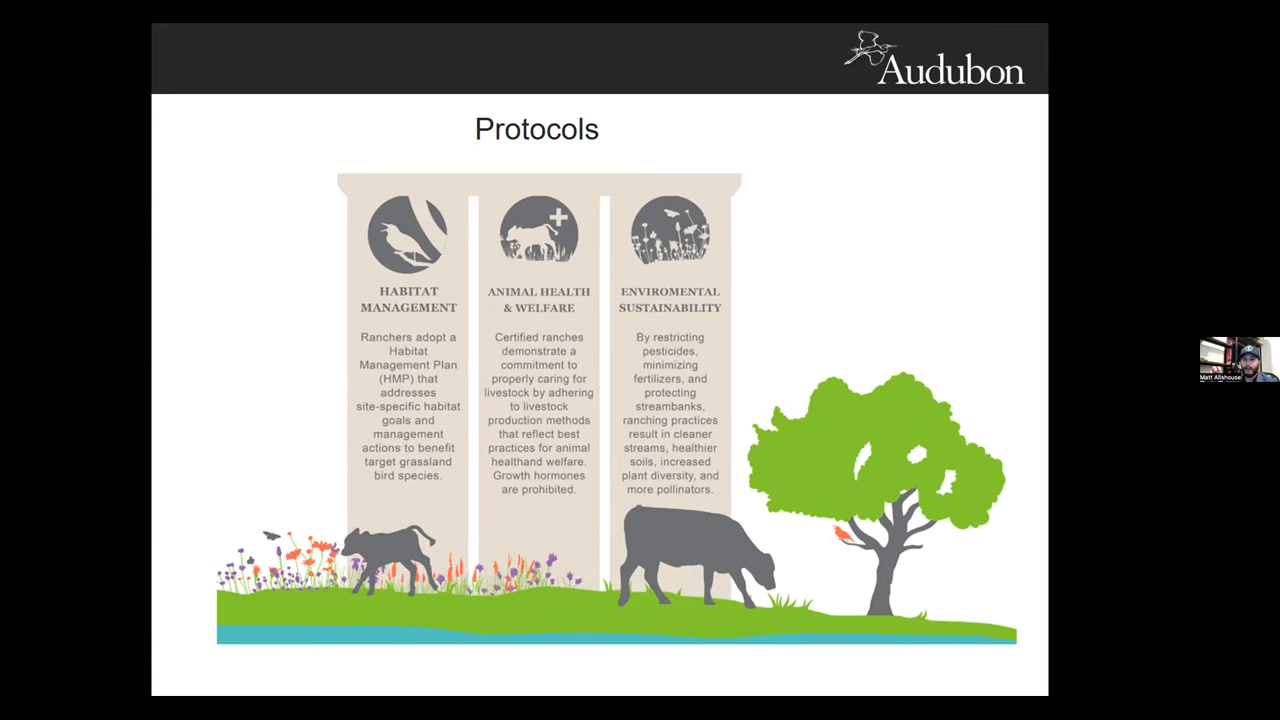 Audubon
Protocols
HABITAT
MANAGEMENT
Ranchers adopt a
Habitat
Management Plan
(HMP) that
addresses
site-specific habitat
goals and
management
actions to benefit
target grassland
bird species.
ANIMAL HEALTH
& WELFARE
Certified ranches
demonstrate a
commitment to
properly caring for
livestock by adhering
to livestock
production methods
that reflect best
practices for animal
healthand welfare.
Growth hormones
are prohibited.
ENVIROMENTAL
SUSTAINABILITY
By restricting
pesticides,
minimizing
fertilizers, and
protecting
streambanks,
ranching practices
result in cleaner
streams, healthier
soils, increased
plant diversity, and
more pollinators.
Matt Allshouse